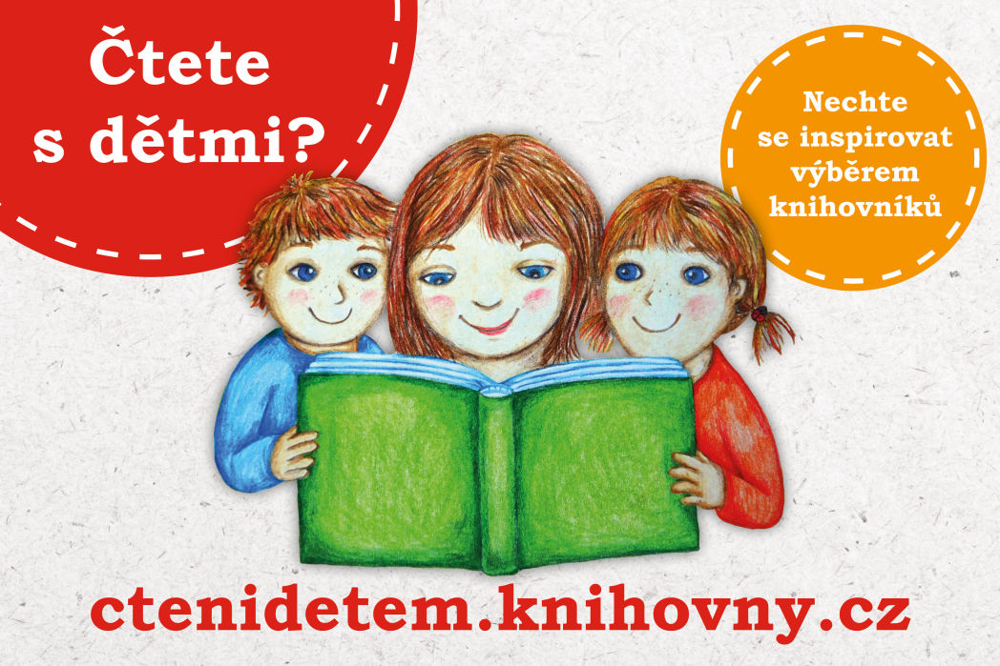 Čtete
s dětmi?
Nechte
se inspirovat
výběrem
knihovníků
ctenidetem.knihovny.cz